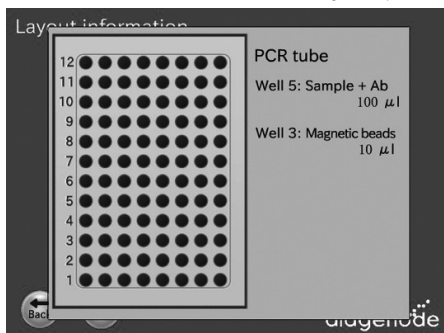 Layout information
12
11
10
9
8
7
6
5
4
3
2
1
PCR tube
Well 5: Sample + Ab
100 μl
Well 3: Magnetic beads
10 μl
Back
diagenode